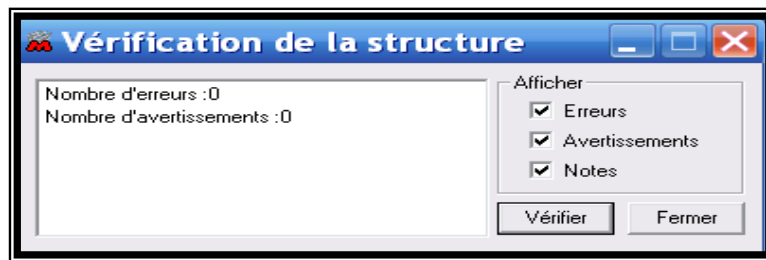 Vérification de la structure
Nombre d'erreurs :0
Nombre d'avertissements :0
Afficher
Erreurs
Avertissements
Notes
Vérifier
Fermer